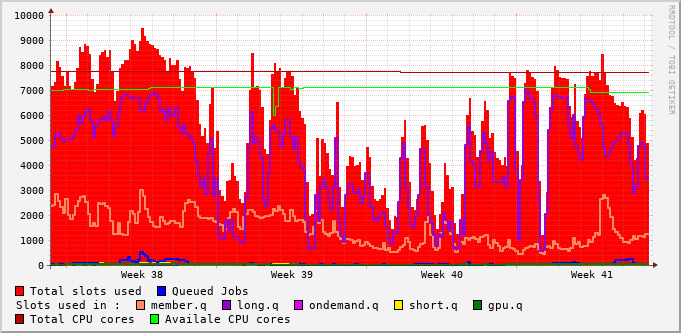 RRDTOOL / TOBI OETIKER
10000
9000
8000
7000
6000
5000
4000
3000
2000
1000
0
Week 38 Week 39 Week 40 Week 41
Total slots used Queued Jobs
Slots used in : member.q long.q ondemand.q short.q gpu.q
Total CPU cores Availale CPU cores